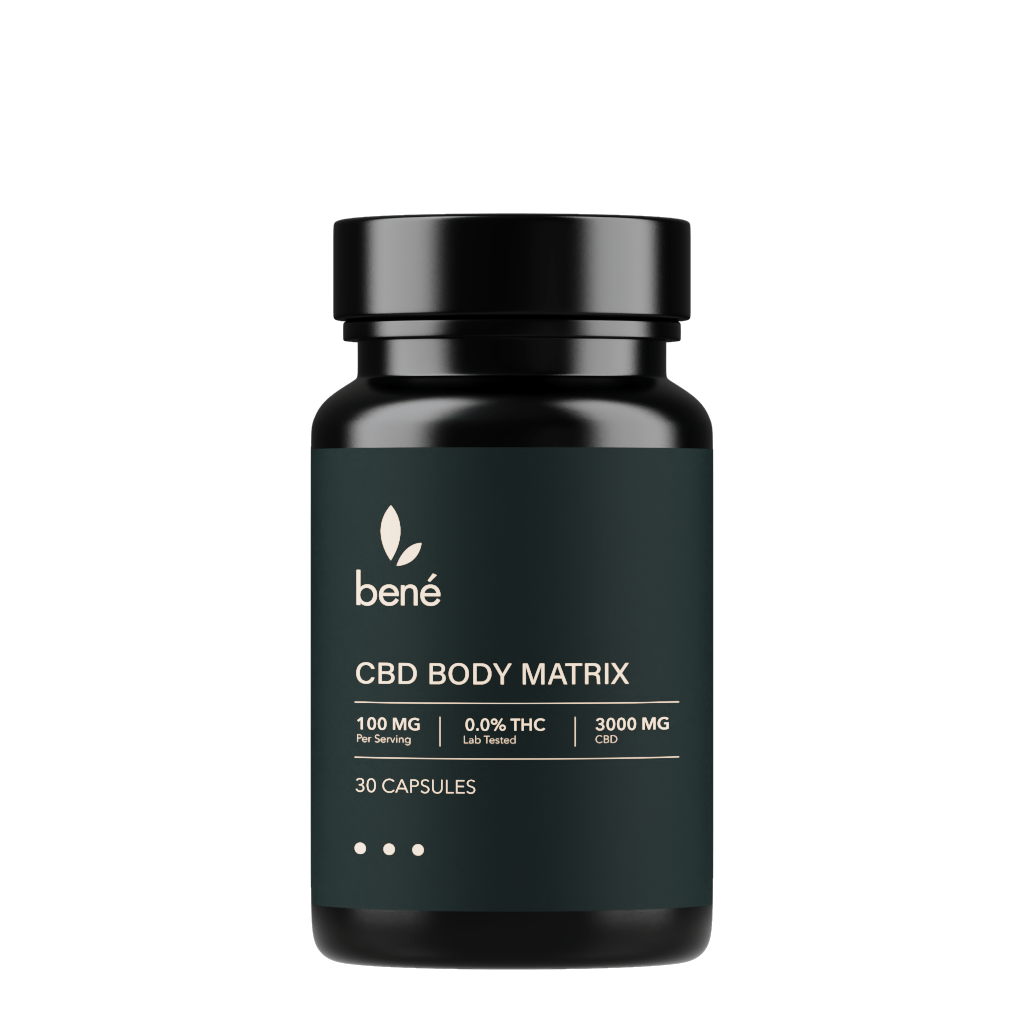 bené
CBD BODY MATRIX
100 MG
Per Serving
0.0% THC
Lab Tested
3000 MG
CBD
30 CAPSULES